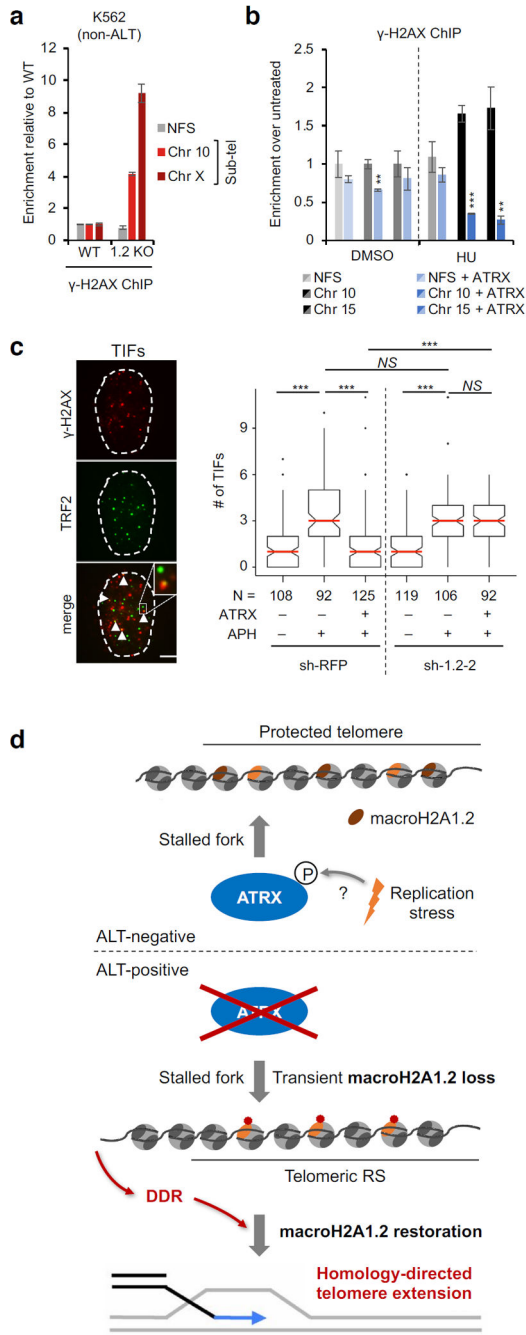 a
K562
(non-ALT)
Enrichment relative to WT
12
10
8
6
4
2
0
NFS
Chr 10
Chr X
Sub-tel
WT
1.2 KO
γ-H2AX ChIP
b
γ-H2AX ChIP
Enrichment over untreated
2.5
2
1.5
1
0.5
0
**
***
**
DMSO
HU
NFS
NFS + ATRX
Chr 10
Chr 10 + ATRX
Chr 15
Chr 15 + ATRX
c
TIFs
γ-H2AX
TRF2
merge
# of TIFs
9
6
3
0
***
NS
***
***
***
NS
N = 108 92 125 119 106 92
ATRX – – + – – +
APH – + + – + +
sh-RFP
sh-1.2-2
d
Protected telomere
macroH2A1.2
Stalled fork
P
ATRX
?
Replication
stress
ALT-negative
ALT-positive
ATRX
Stalled fork
Transient macroH2A1.2 loss
Telomeric RS
DDR
macroH2A1.2 restoration
Homology-directed
telomere extension